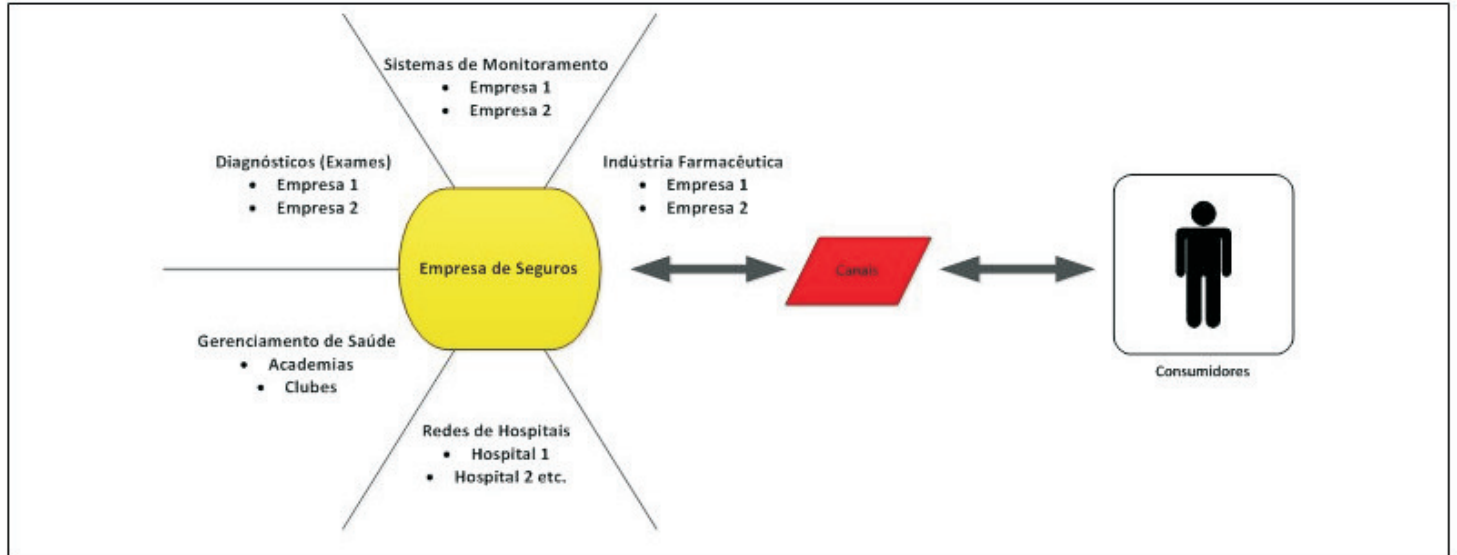 Sistemas de Monitoramento
• Empresa 1
• Empresa 2
Diagnósticos (Exames)
• Empresa 1
• Empresa 2
Indústria Farmacêutica
• Empresa 1
• Empresa 2
Empresa de Seguros
Canais
Gerenciamento de Saúde
• Academias
• Clubes
Consumidores
Redes de Hospitais
• Hospital 1
• Hospital 2 etc.